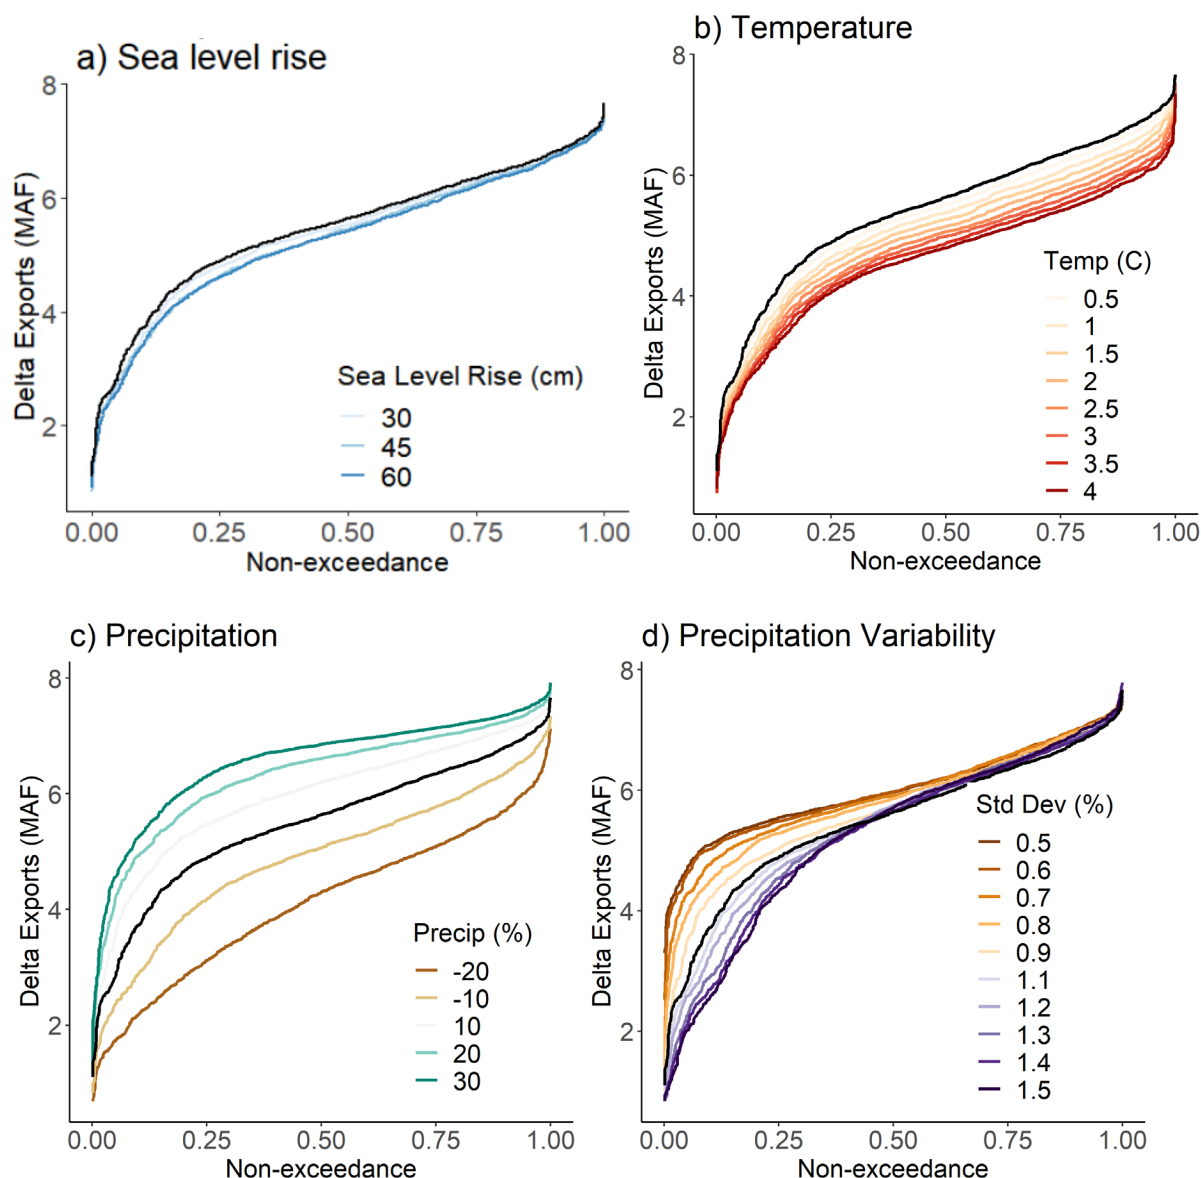 a) Sea level rise
8
6
4
2
Delta Exports (MAF)
Sea Level Rise (cm)
30
45
60
0.00 0.25 0.50 0.75 1.00
Non-exceedance
b) Temperature
8
6
4
2
Delta Exports (MAF)
Temp (C)
0.5
1
1.5
2
2.5
3
3.5
4
0.00 0.25 0.50 0.75 1.00
Non-exceedance
c) Precipitation
8
6
4
2
Delta Exports (MAF)
Precip (%)
-20
-10
10
20
30
0.00 0.25 0.50 0.75 1.00
Non-exceedance
d) Precipitation Variability
8
6
4
2
Delta Exports (MAF)
Std Dev (%)
0.5
0.6
0.7
0.8
0.9
1.1
1.2
1.3
1.4
1.5
0.00 0.25 0.50 0.75 1.00
Non-exceedance